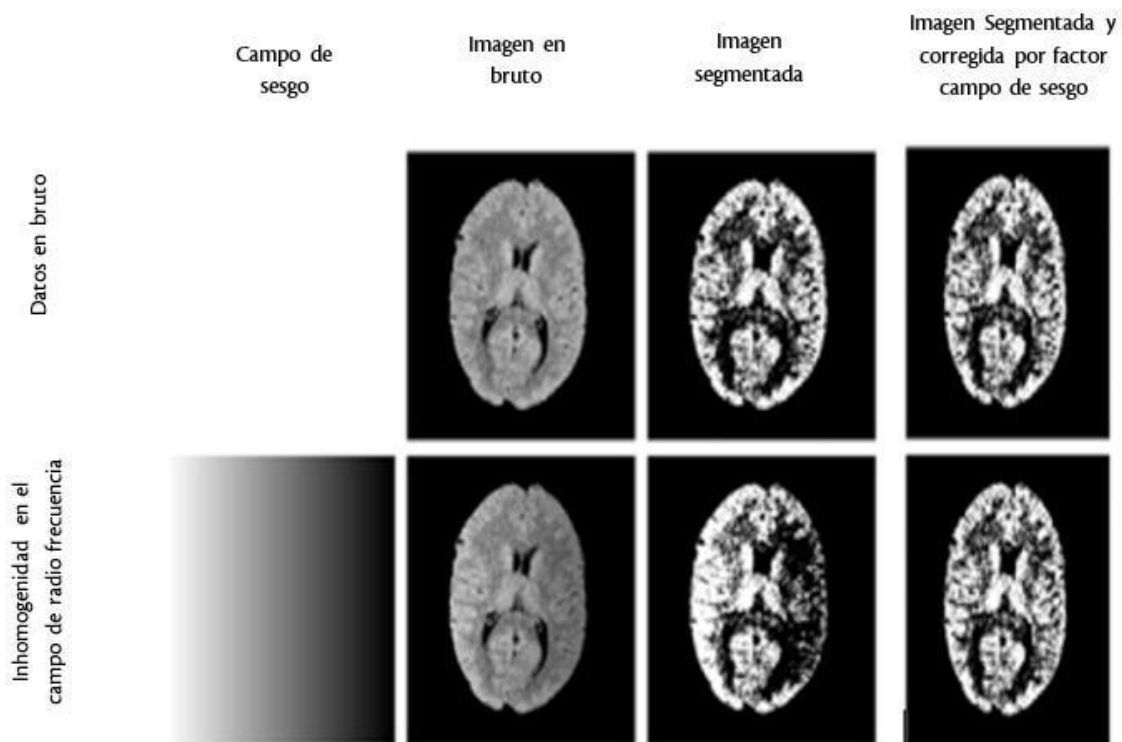 Campo de
sesgo
Imagen en
bruto
Imagen
segmentada
Imagen Segmentada y
corregida por factor
campo de sesgo
Datos en bruto
Inhomogenidad en el
campo de radio frecuencia